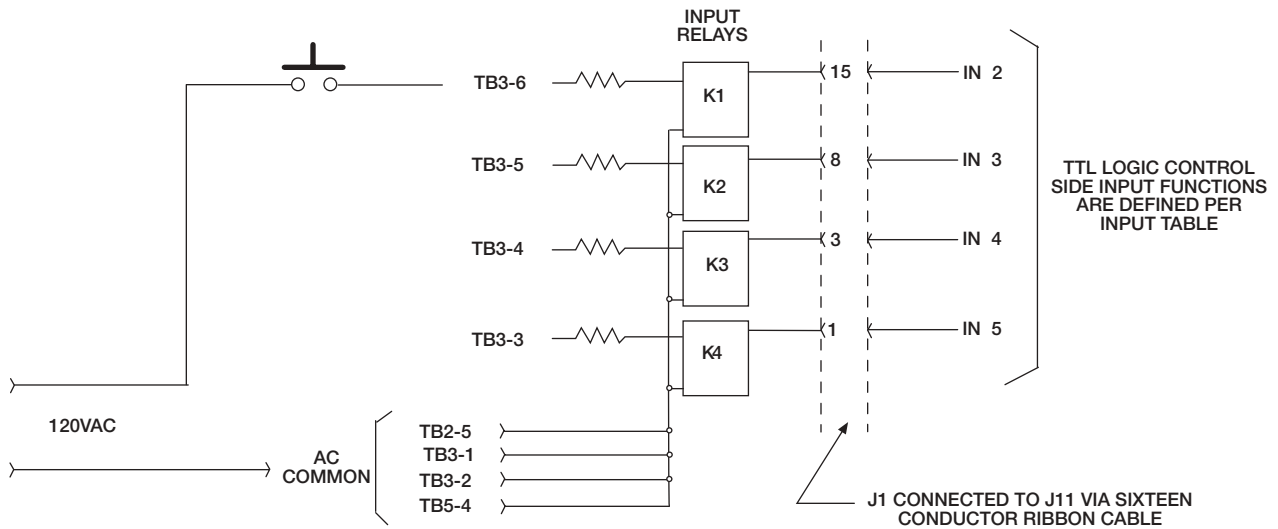 INPUT
RELAYS
TB3-6
K1
15
IN 2
TB3-5
K2
8
IN 3
TB3-4
K3
3
IN 4
TB3-3
K4
1
IN 5
TTL LOGIC CONTROL
SIDE INPUT FUNCTIONS
ARE DEFINED PER
INPUT TABLE
120VAC
AC
COMMON
TB2-5
TB3-1
TB3-2
TB5-4
J1 CONNECTED TO J11 VIA SIXTEEN
CONDUCTOR RIBBON CABLE